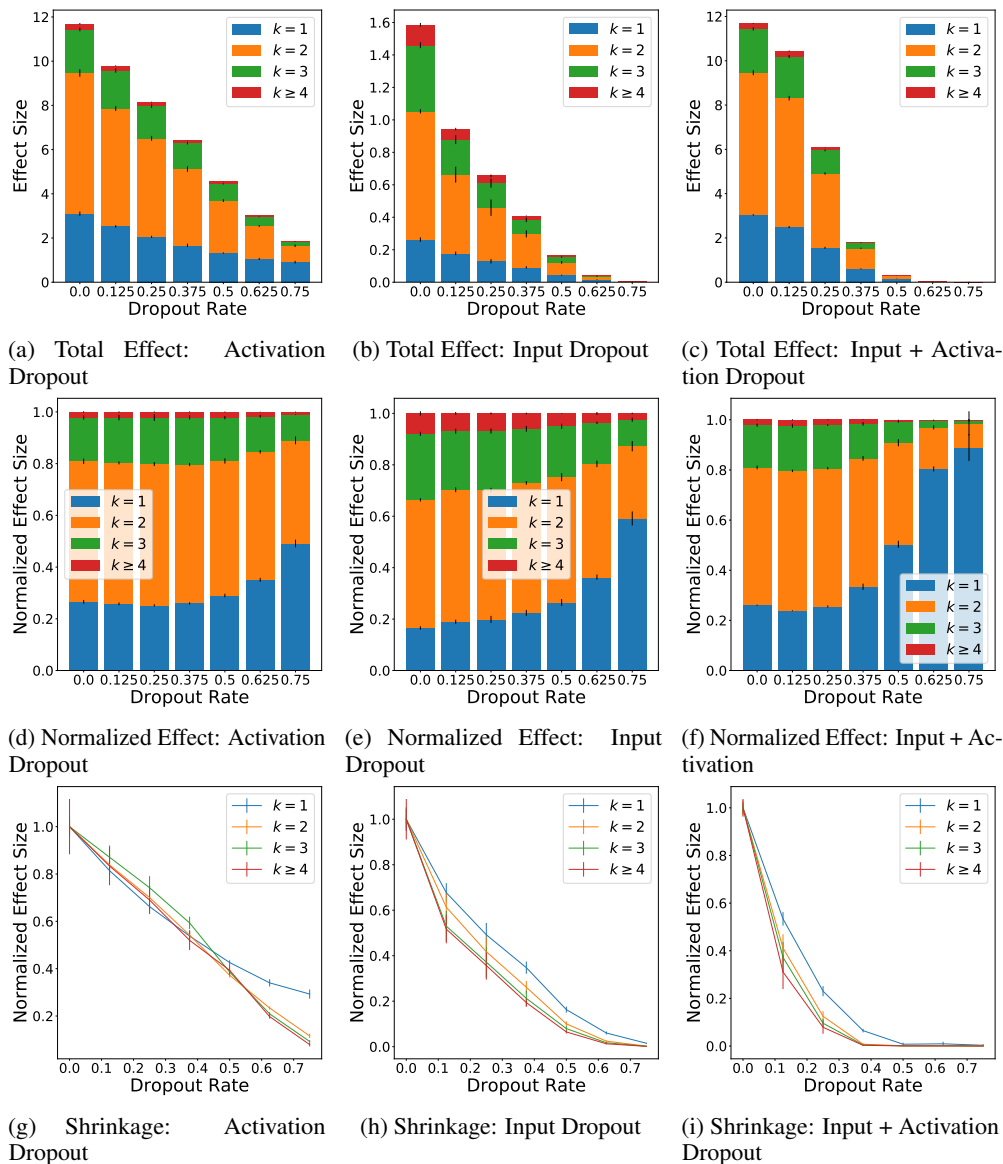 12
10
8
6
4
2
0
Effect Size
k = 1
k = 2
k = 3
k ≥ 4
0.0 0.125 0.25 0.375 0.5 0.625 0.75
Dropout Rate
(a) Total Effect: Activation
Dropout
1.6
1.4
1.2
1.0
0.8
0.6
0.4
0.2
0.0
Effect Size
k = 1
k = 2
k = 3
k ≥ 4
0.0 0.125 0.25 0.375 0.5 0.625 0.75
Dropout Rate
(b) Total Effect: Input Dropout
12
10
8
6
4
2
0
Effect Size
k = 1
k = 2
k = 3
k ≥ 4
0.0 0.125 0.25 0.375 0.5 0.625 0.75
Dropout Rate
(c) Total Effect: Input + Activa-
tion Dropout
1.0
0.8
0.6
0.4
0.2
0.0
Normalized Effect Size
k = 1
k = 2
k = 3
k ≥ 4
0.0 0.125 0.25 0.375 0.5 0.625 0.75
Dropout Rate
(d) Normalized Effect: Activation
Dropout
1.0
0.8
0.6
0.4
0.2
0.0
Normalized Effect Size
k = 1
k = 2
k = 3
k ≥ 4
0.0 0.125 0.25 0.375 0.5 0.625 0.75
Dropout Rate
(e) Normalized Effect: Input
Dropout
1.0
0.8
0.6
0.4
0.2
0.0
Normalized Effect Size
k = 1
k = 2
k = 3
k ≥ 4
0.0 0.125 0.25 0.375 0.5 0.625 0.75
Dropout Rate
(f) Normalized Effect: Input + Ac-
tivation
1.0
0.8
0.6
0.4
0.2
Normalized Effect Size
k = 1
k = 2
k = 3
k ≥ 4
0.0 0.1 0.2 0.3 0.4 0.5 0.6 0.7
Dropout Rate
(g) Shrinkage: Activation
Dropout
1.0
0.8
0.6
0.4
0.2
0.0
Normalized Effect Size
k = 1
k = 2
k = 3
k ≥ 4
0.0 0.1 0.2 0.3 0.4 0.5 0.6 0.7
Dropout Rate
(h) Shrinkage: Input Dropout
1.0
0.8
0.6
0.4
0.2
0.0
Normalized Effect Size
k = 1
k = 2
k = 3
k ≥ 4
0.0 0.1 0.2 0.3 0.4 0.5 0.6 0.7
Dropout Rate
(i) Shrinkage: Input + Activation
Dropout